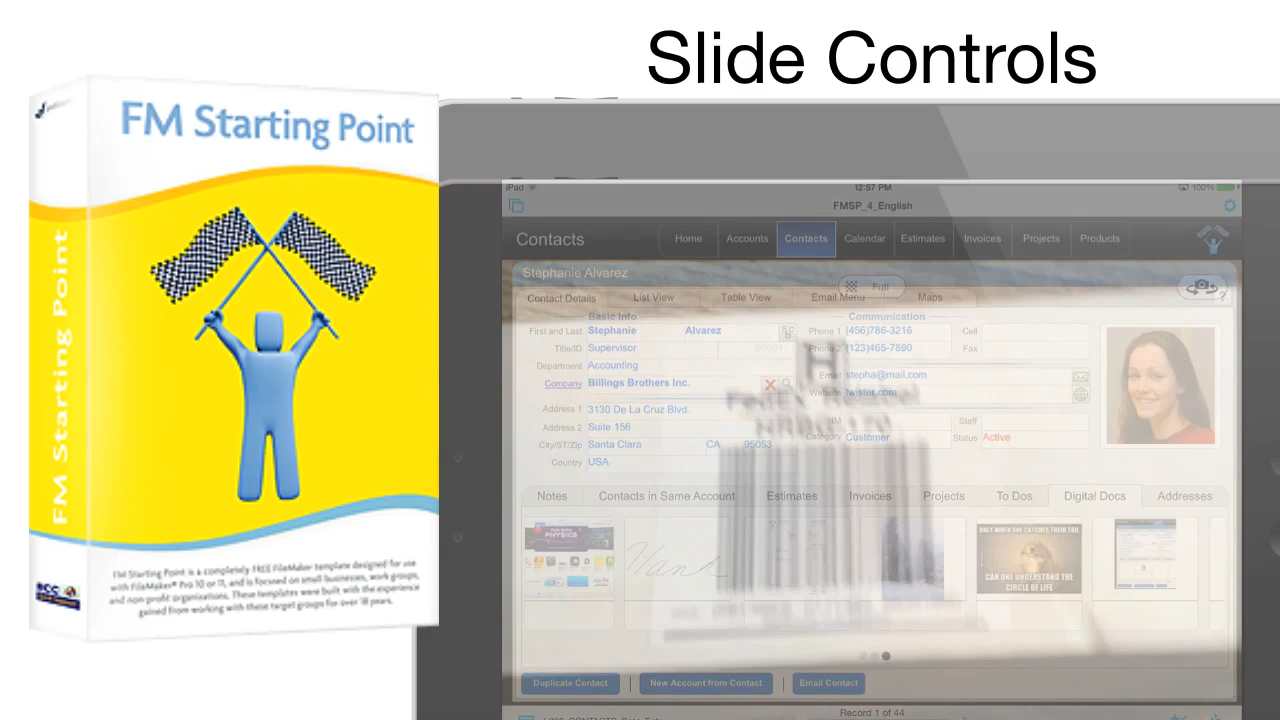 Slide Controls
FM Starting Point
FM Starting Point
FM Starting Point is a completely FREE FileMaker template designed for use
with FileMaker® Pro 10 or 11, and is focused on small businesses, work groups,
and non-profit organizations. These templates were built with the experience
gained from working with these target groups for over 18 years.
iPad
12:57 PM
100%
FMSP_4_English
Contacts
Home Accounts Contacts Calendar Estimates Invoices Projects Products
Stephanie Alvarez
Full
Contact Details List View Table View Email Menu Maps
Basic Info
Communication
First and Last Stephanie Alvarez
Phone 1 (456)786-3216 Cell
Title/ID Supervisor
Phone 2 (123)465-7890 Fax
Department Accounting
Email stepha@mail.com
Company Billings Brothers Inc.
Website twister.com
Address 1 3130 De La Cruz Blvd.
Address 2 Suite 156
IM
Staff
City/ST/Zip Santa Clara CA 95053
Category Customer
Status Active
Country USA
Notes Contacts in Same Account Estimates Invoices Projects To Dos Digital Docs Addresses
PHYSICS
ONLY WHEN ONE CATCHES THEIR TAIL
CAN ONE UNDERSTAND THE
CIRCLE OF LIFE
Duplicate Contact New Account from Contact Email Contact
Record 1 of 44